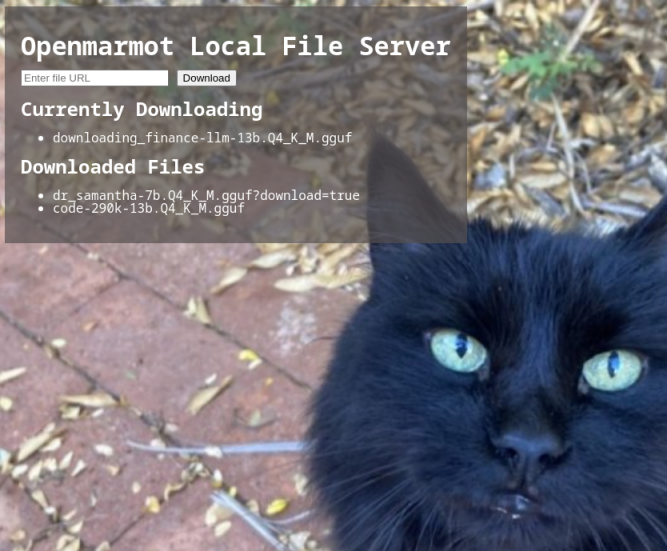 Openmarmot Local File Server
Enter file URL
Download
Currently Downloading
downloading_finance-llm-13b.Q4_K_M.gguf
Downloaded Files
dr_samantha-7b.Q4_K_M.gguf?download=true
code-290k-13b.Q4_K_M.gguf